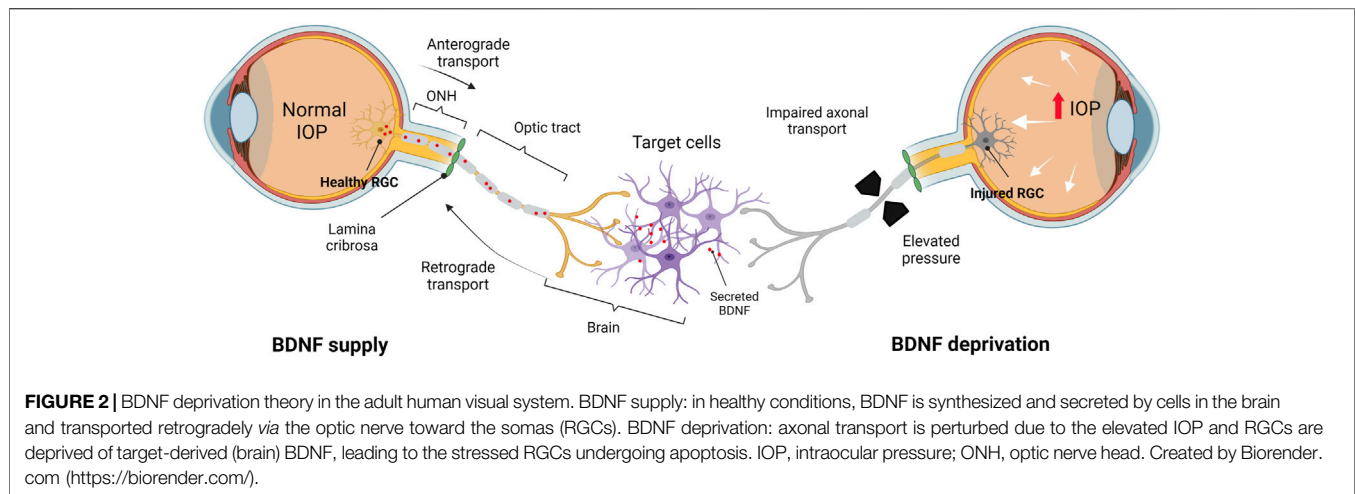 Anterograde
transport
ONH
Normal
IOP
Optic tract
Healthy RGC
Lamina
cribrosa
Retrograde
transport
Target cells
Secreted
BDNF
Brain
Impaired axonal
transport
IOP
Injured RGC
Elevated
pressure
BDNF supply
BDNF deprivation
FIGURE 2 | BDNF deprivation theory in the adult human visual system. BDNF supply: in healthy conditions, BDNF is synthesized and secreted by cells in the brain
and transported retrogradely via the optic nerve toward the somas (RGCs). BDNF deprivation: axonal transport is perturbed due to the elevated IOP and RGCs are
deprived of target-derived (brain) BDNF, leading to the stressed RGCs undergoing apoptosis. IOP, intraocular pressure; ONH, optic nerve head. Created by Biorender.
com (https://biorender.com/).